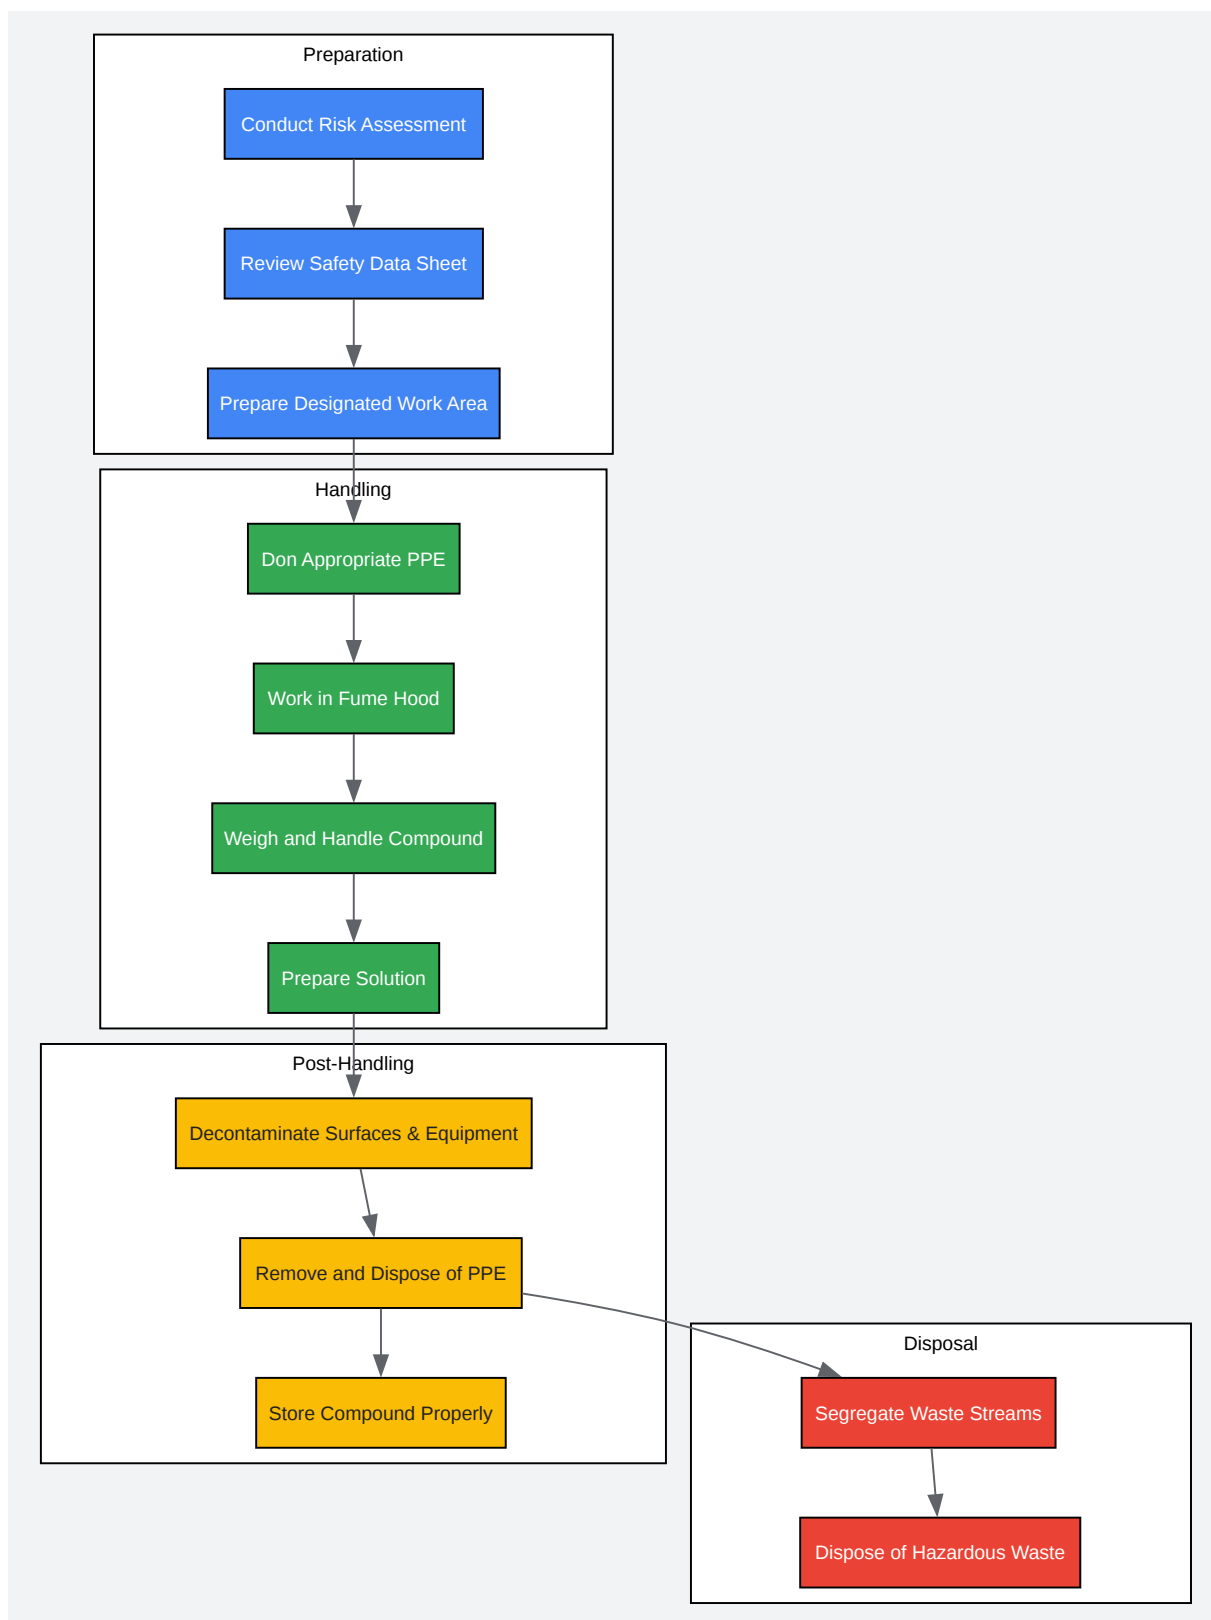 Preparation
Conduct Risk Assessment
Review Safety Data Sheet
Prepare Designated Work Area
Handling
Don Appropriate PPE
Work in Fume Hood
Weigh and Handle Compound
Prepare Solution
Post-Handling
Decontaminate Surfaces & Equipment
Remove and Dispose of PPE
Store Compound Properly
Disposal
Segregate Waste Streams
Dispose of Hazardous Waste